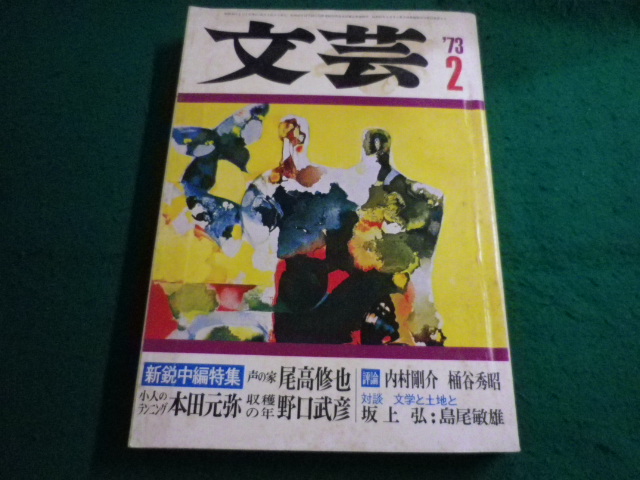 文芸
'73
2
新鋭中編特集 声の家 尾高修也
小人のランニング 本田元弥 収穫の年 野口武彦
評論 内村剛介 桶谷秀昭
対談 文学と土地と
坂上弘;島尾敏雄